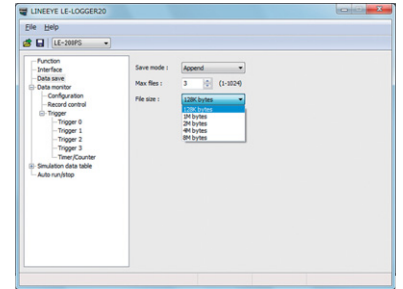 LINEEYE LE-LOGGER20
File Help
LE-200FS
Function
Interface
Data save
Data monitor
Configuration
Record control
Trigger
Trigger 0
Trigger 1
Trigger 2
Trigger 3
Timer/Counter
Simulation data table
Auto run/stop
Save mode : Append
Max files : 3 (1-1024)
File size : 128K bytes
128K bytes
1M bytes
2M bytes
4M bytes
8M bytes